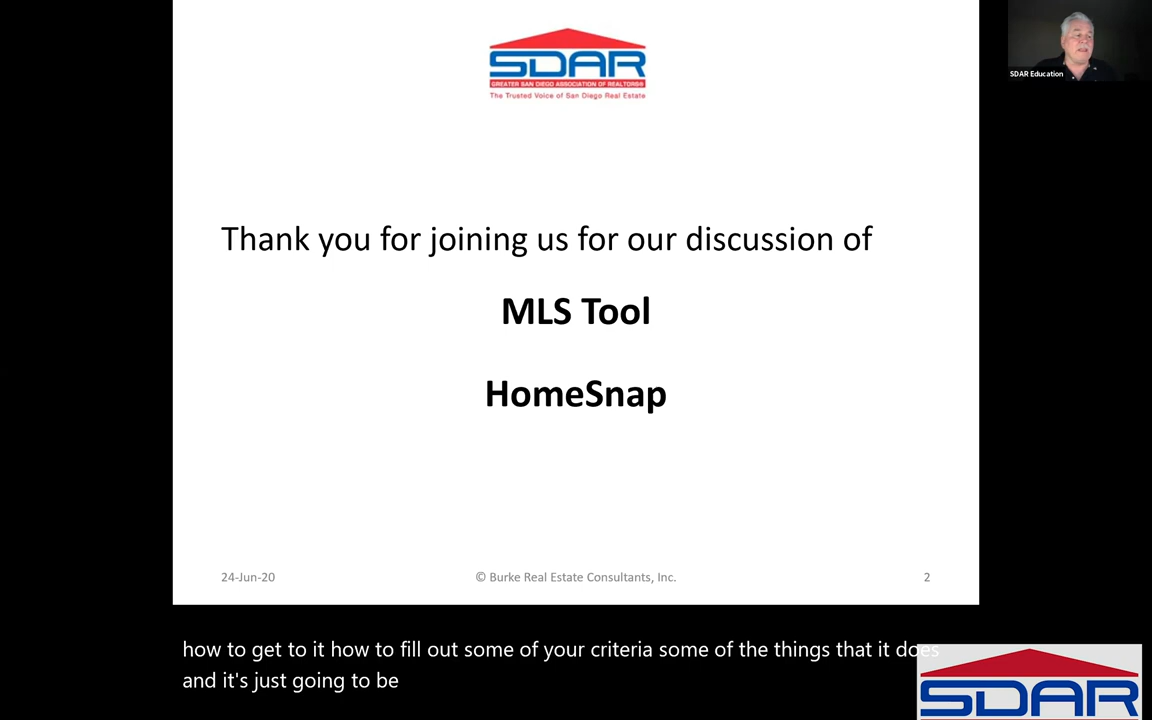 SDAR
GREATER SAN DIEGO ASSOCIATION OF REALTORS®
The Trusted Voice of San Diego Real Estate
SDAR Education
Thank you for joining us for our discussion of
MLS Tool
HomeSnap
24-Jun-20
© Burke Real Estate Consultants, Inc.
2
how to get to it how to fill out some of your criteria some of the things that it does
and it's just going to be
SDAR